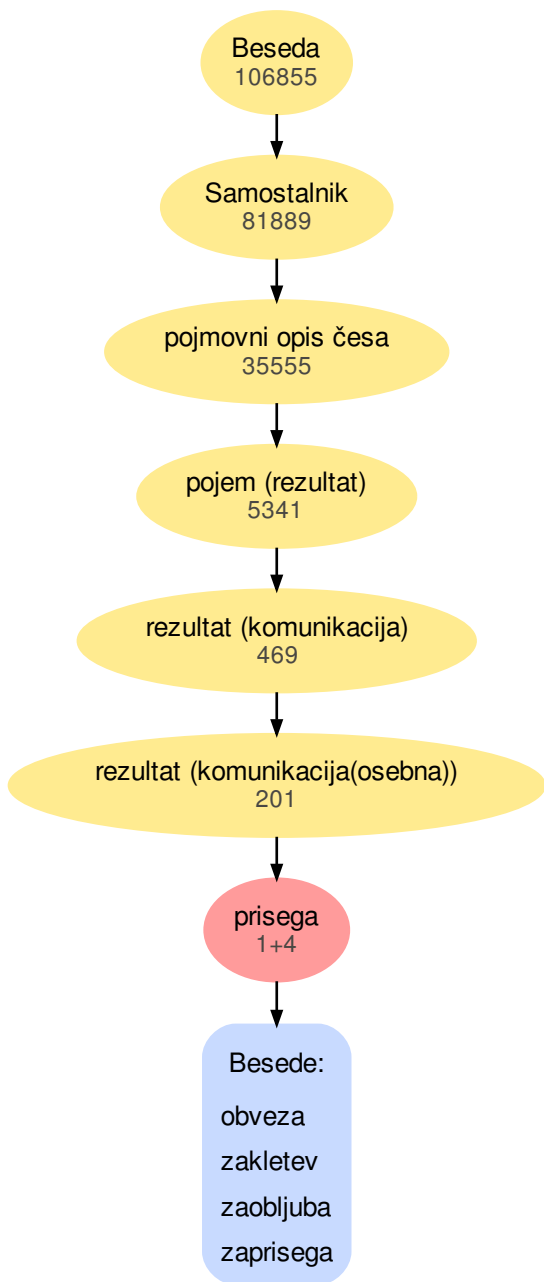 Beseda
106855
Samostalnik
81889
pojmovni opis česa
35555
pojem (rezultat)
5341
rezultat (komunikacija)
469
rezultat (komunikacija(osebna))
201
prisega
1+4
Besede:
obveza
zakletev
zaobljuba
zaprisega